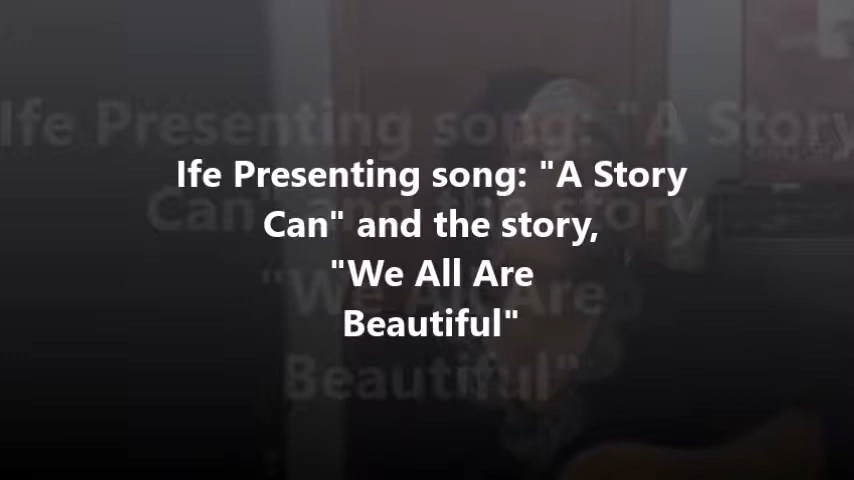 Ife Presenting song: "A Story
Can" and the story,
"We All Are
Beautiful"